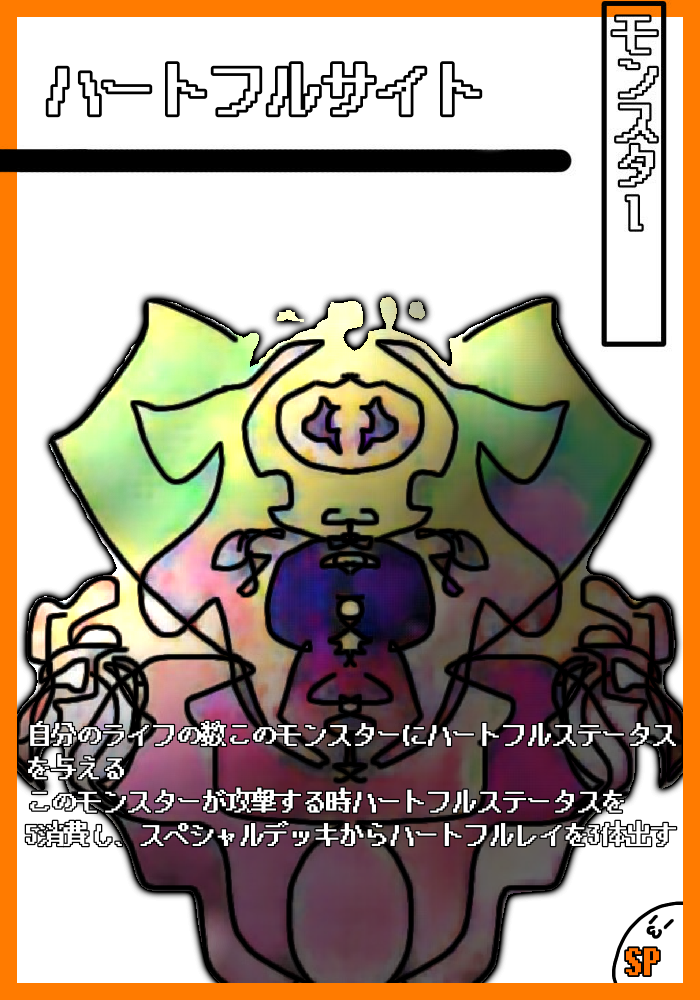 ハートフルサイト
モンスター
自分のライフの数このモンスターにハートフルステータス
を与える
このモンスターが攻撃する時ハートフルステータスを
5消費し、スペシャルデッキからハートフルレイを3体出す
SP